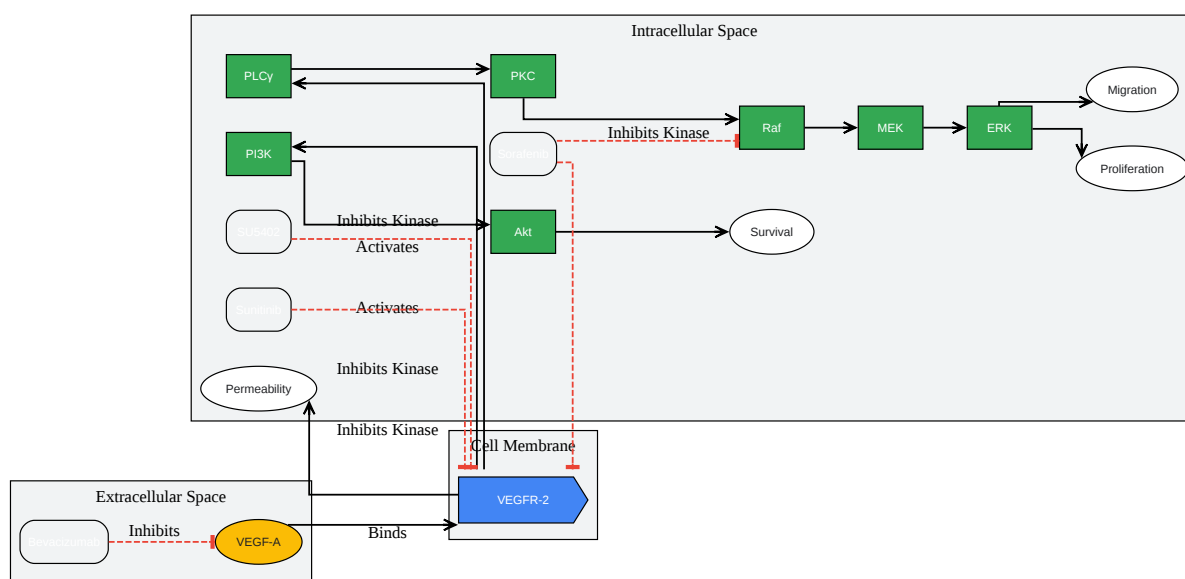 Intracellular Space
PLCγ
PKC
Migration
Raf
MEK
ERK
Inhibits Kinase
PI3K
Sorafenib
Proliferation
Inhibits Kinase
SU5402
Akt
Survival
Activates
Sunitinib
Activates
Inhibits Kinase
Permeability
Inhibits Kinase
Cell Membrane
Extracellular Space
VEGFR-2
Inhibits
Binds
Bevacizumab
VEGF-A